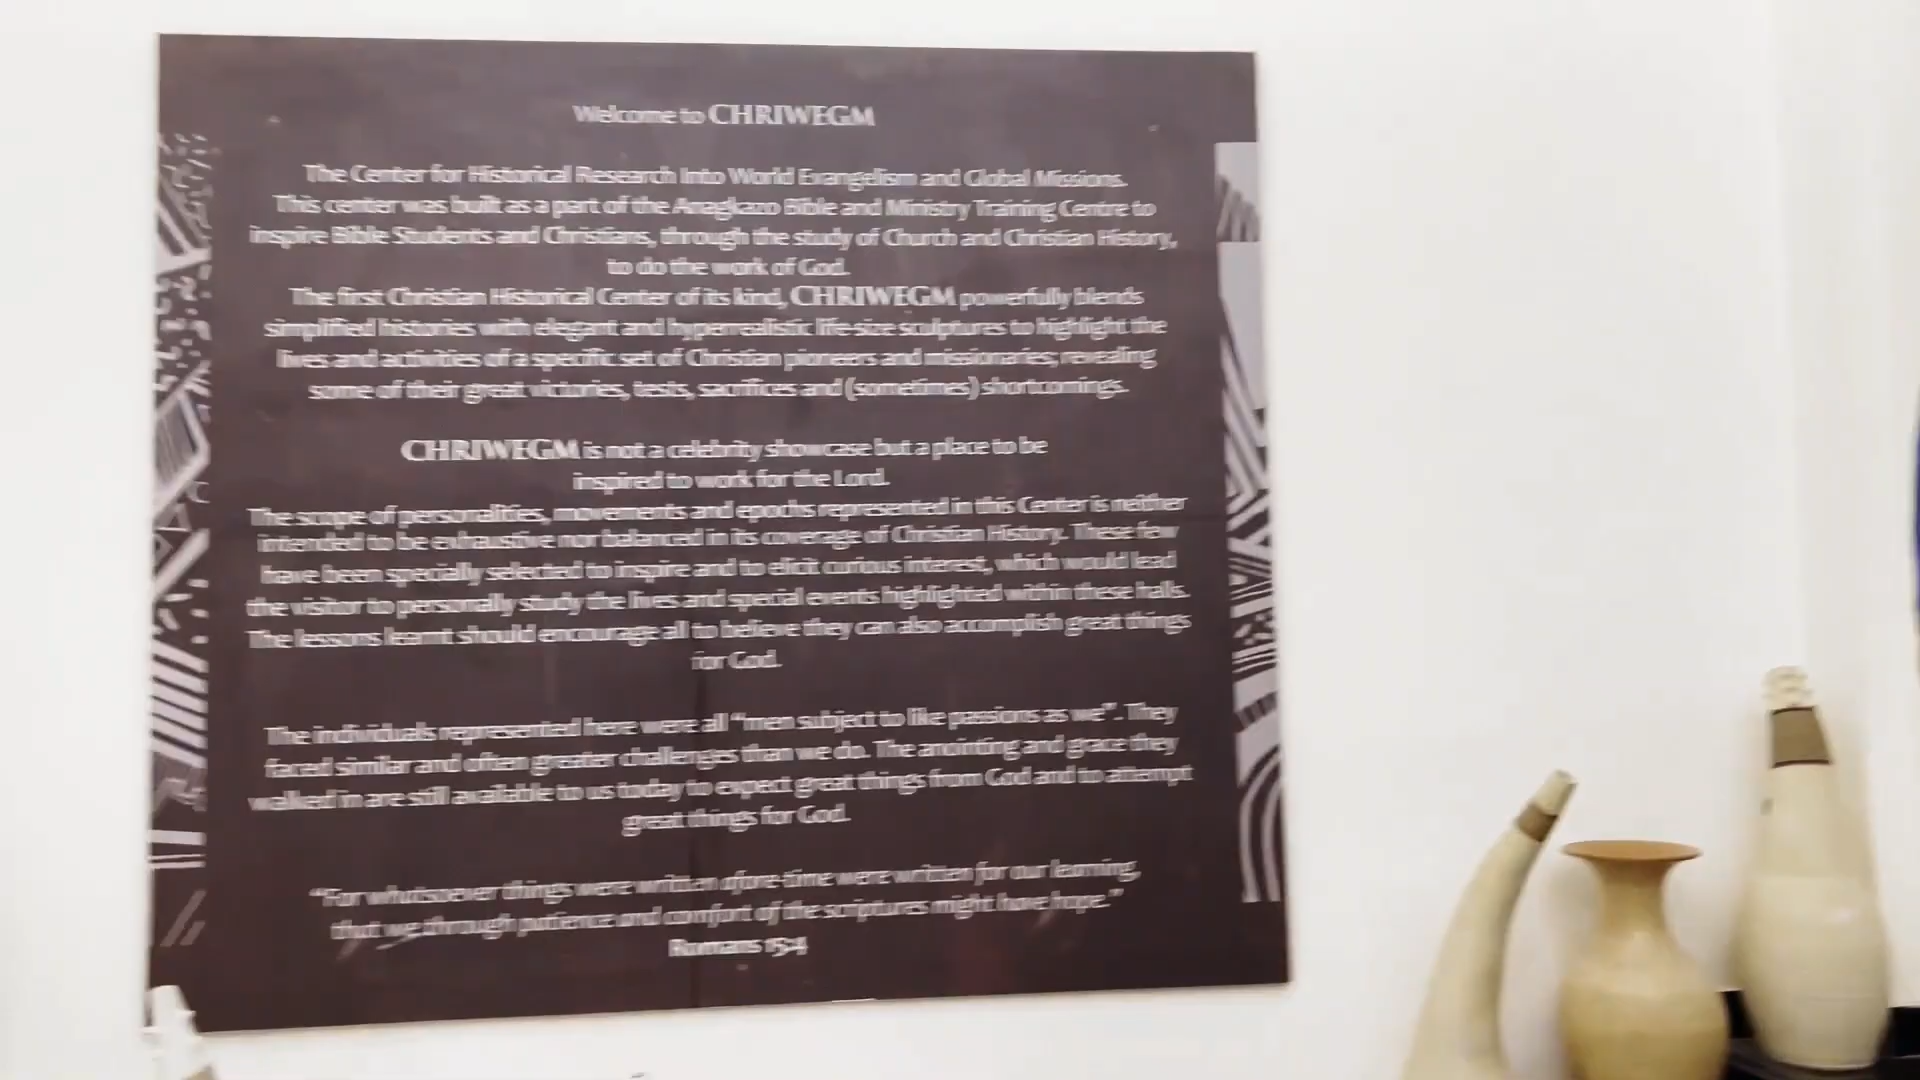 Welcome to CHRIWEGM
The Center for Historical Research Into World Evangelism and Global Missions.
This center was built as a part of the Anagkazo Bible and Ministry Training Centre to
inspire Bible Students and Christians, through the study of Church and Christian History,
to do the work of God.
The first Christian Historical Center of its kind, CHRIWEGM powerfully blends
simplified histories with elegant and hyperrealistic life-size sculptures to highlight the
lives and activities of a specific set of Christian pioneers and missionaries; revealing
some of their great victories, tests, sacrifices and (sometimes) shortcomings.
CHRIWEGM is not a celebrity showcase but a place to be
inspired to work for the Lord.
The scope of personalities, movements and epochs represented in this Center is neither
intended to be exhaustive nor balanced in its coverage of Christian History. These few
have been specially selected to inspire and to elicit curious interest, which would lead
the visitor to personally study the lives and special events highlighted within these halls.
The lessons learnt should encourage all to believe they can also accomplish great things
for God.
The individuals represented here were all “men subject to like passions as we”. They
faced similar and often greater challenges than we do. The anointing and grace they
walked in are still available to us today to expect great things from God and to attempt
great things for God.
“For whatsoever things were written afore-time were written for our learning,
that we through patience and comfort of the scriptures might have hope.”
Romans 15:4